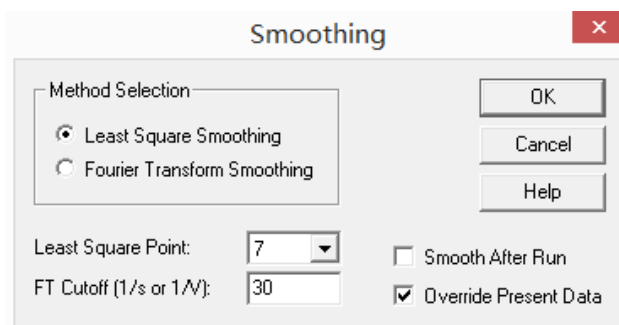 Smoothing
Method Selection
Least Square Smoothing
Fourier Transform Smoothing
OK
Cancel
Help
Least Square Point: 7
FT Cutoff (1/s or 1/V): 30
Smooth After Run
Override Present Data